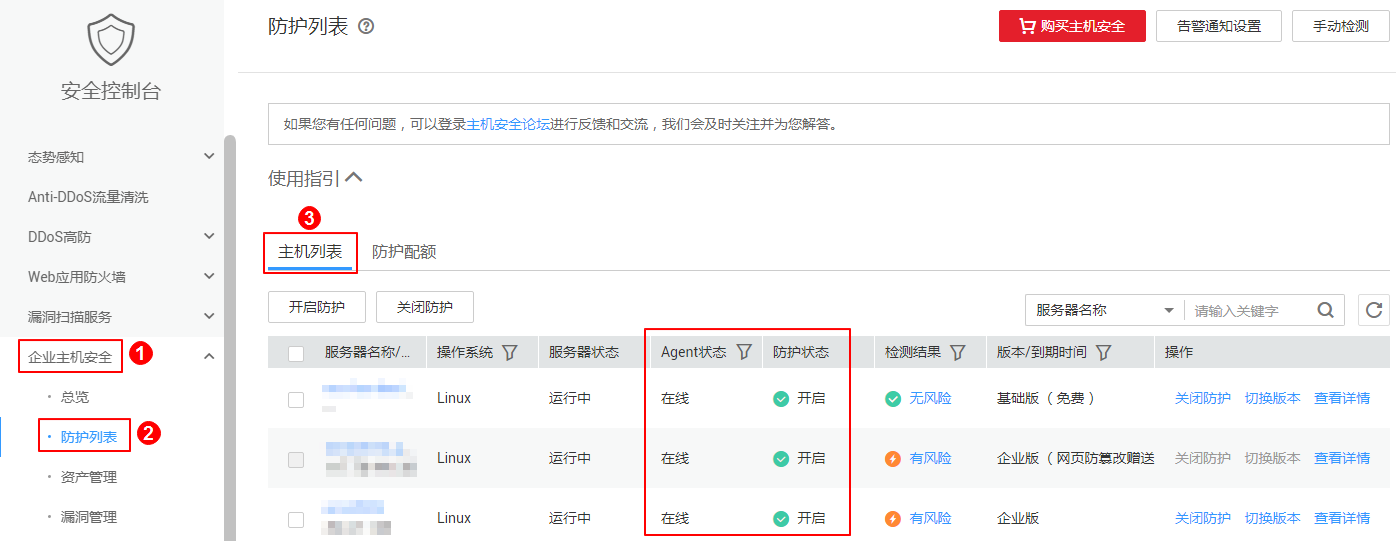 安全控制台
态势感知
Anti-DDoS流量清洗
DDoS高防
Web应用防火墙
漏洞扫描服务
企业主机安全 1
总览
防护列表 2
资产管理
漏洞管理
防护列表 ?
购买主机安全 告警通知设置 手动检测
如果您有任何问题，可以登录主机安全论坛进行反馈和交流，我们会及时关注并为您解答。
使用指引
3
主机列表 防护配额
开启防护 关闭防护 服务器名称 请输入关键字
服务器名称/... 操作系统 服务器状态 Agent状态 防护状态 检测结果 版本/到期时间 操作
Linux 运行中 在线 开启 无风险 基础版（免费） 关闭防护 切换版本 查看详情
Linux 运行中 在线 开启 有风险 企业版（网页防篡改赠送 关闭防护 切换版本 查看详情
Linux 运行中 在线 开启 有风险 企业版 关闭防护 切换版本 查看详情